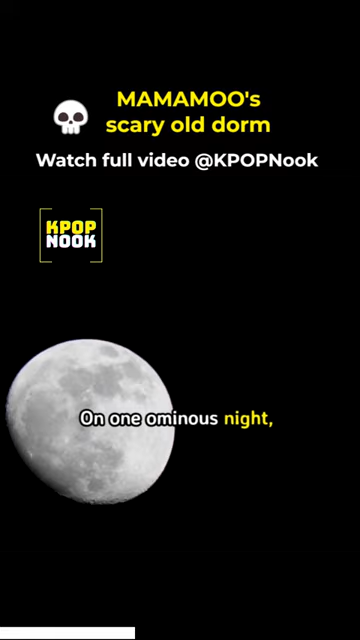 MAMAMOO's
scary old dorm
Watch full video @KPOPNook
KPOP
NOOK
On one ominous night,